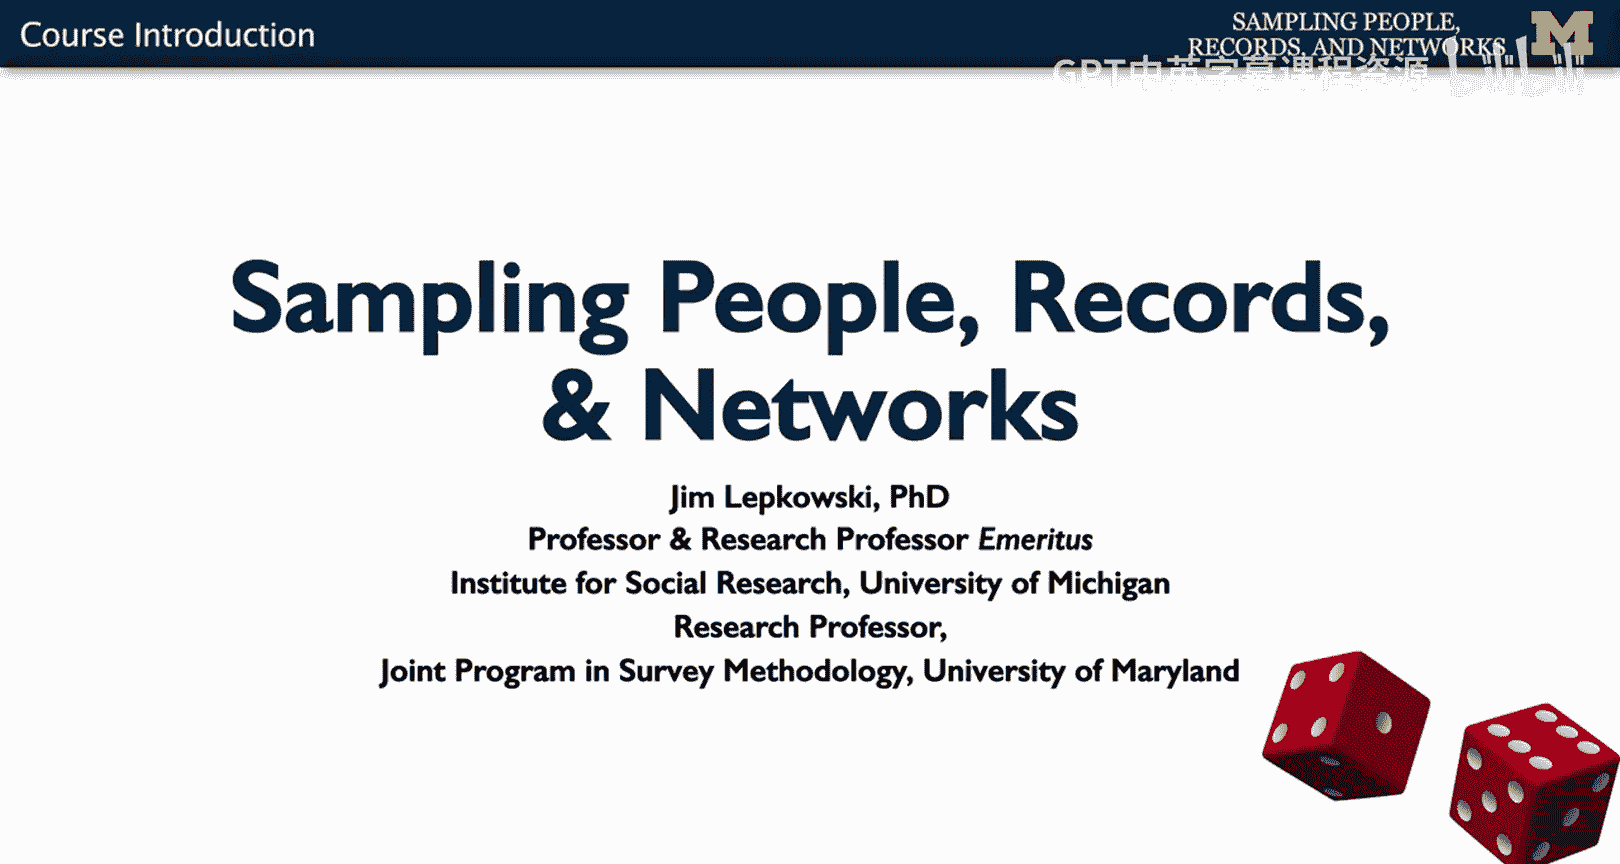 Course Introduction
SAMPLING PEOPLE,
RECORDS, AND NETWORKS
M
GPT中英字幕课程资源
bilibili
Sampling People, Records,
& Networks
Jim Lepkowski, PhD
Professor & Research Professor Emeritus
Institute for Social Research, University of Michigan
Research Professor,
Joint Program in Survey Methodology, University of Maryland